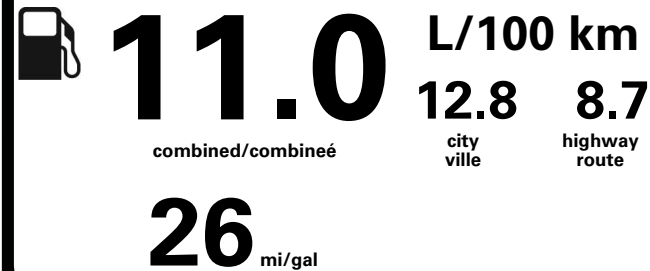 11.0
L/100 km
12.8 8.7
combined/combineé
city highway
ville route
26 mi/gal